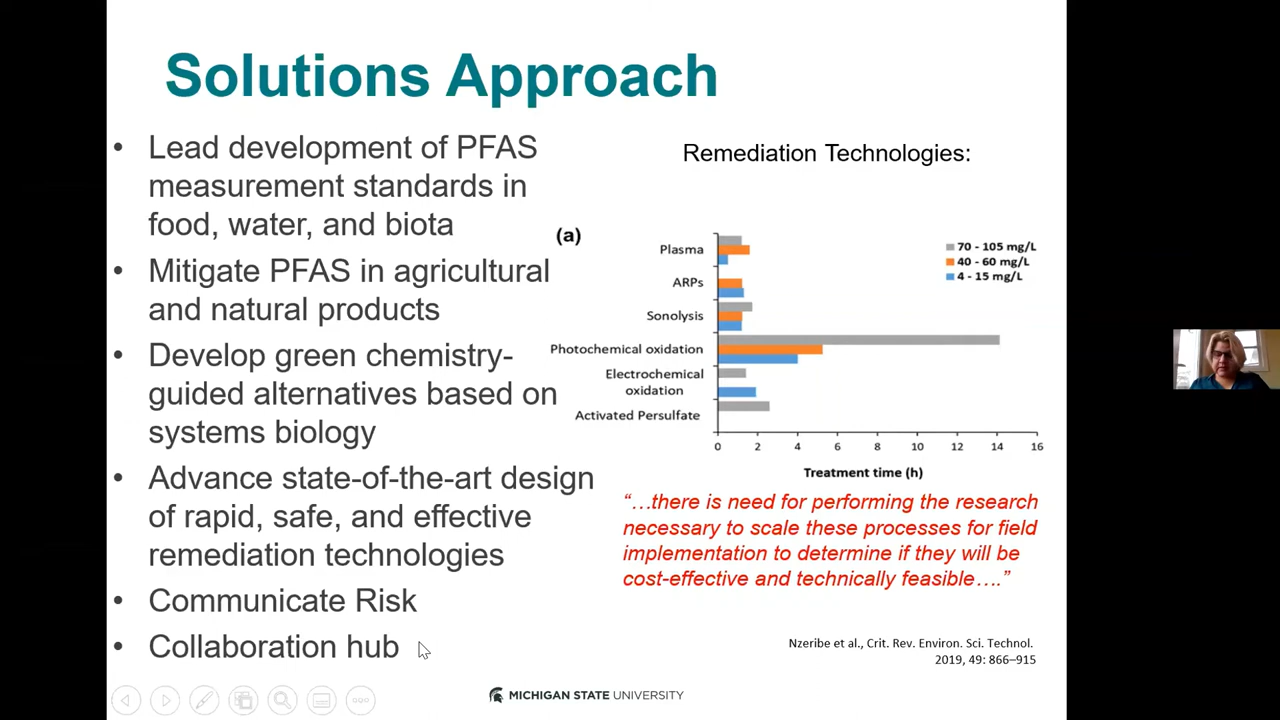 Solutions Approach
• Lead development of PFAS
measurement standards in
food, water, and biota
• Mitigate PFAS in agricultural
and natural products
• Develop green chemistry-
guided alternatives based on
systems biology
• Advance state-of-the-art design
of rapid, safe, and effective
remediation technologies
• Communicate Risk
• Collaboration hub
Remediation Technologies:
(a)
Plasma
ARPs
Sonolysis
Photochemical oxidation
Electrochemical
oxidation
Activated Persulfate
70 - 105 mg/L
40 - 60 mg/L
4 - 15 mg/L
0 2 4 6 8 10 12 14 16
Treatment time (h)
“…there is need for performing the research
necessary to scale these processes for field
implementation to determine if they will be
cost-effective and technically feasible….”
Nzeribe et al., Crit. Rev. Environ. Sci. Technol.
2019, 49: 866–915
MICHIGAN STATE UNIVERSITY